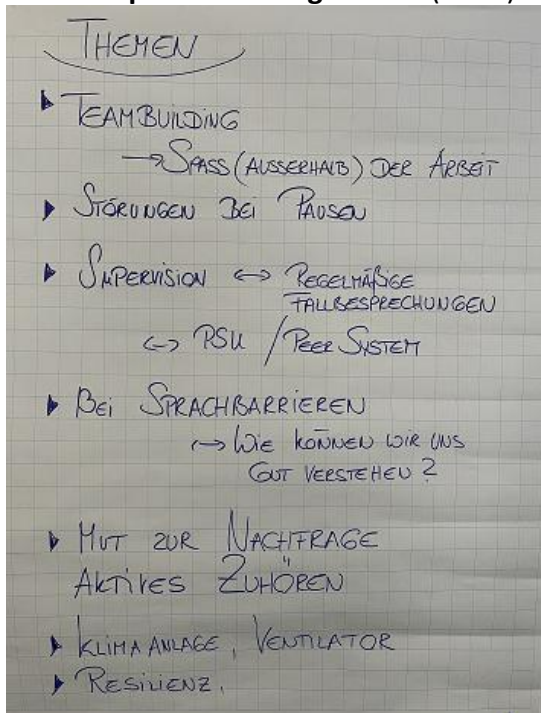 THEMEN
▶ TEAMBUILDING
→ SPASS (AUSSERHALB) DER ARBEIT
▶ STÖRUNGEN BEI PAUSEN
▶ SUPERVISION ↔ REGELMÄßIGE
FALLBESPRECHUNGEN
↔ PSU / PEER SYSTEM
▶ BEI SPRACHBARRIEREN
↦ WIE KÖNNEN WIR UNS
GUT VERSTEHEN?
▶ MUT ZUR NACHFRAGE
AKTIVES ZUHÖREN
▶ KLIMAANLAGE, VENTILATOR
▶ RESILIENZ.